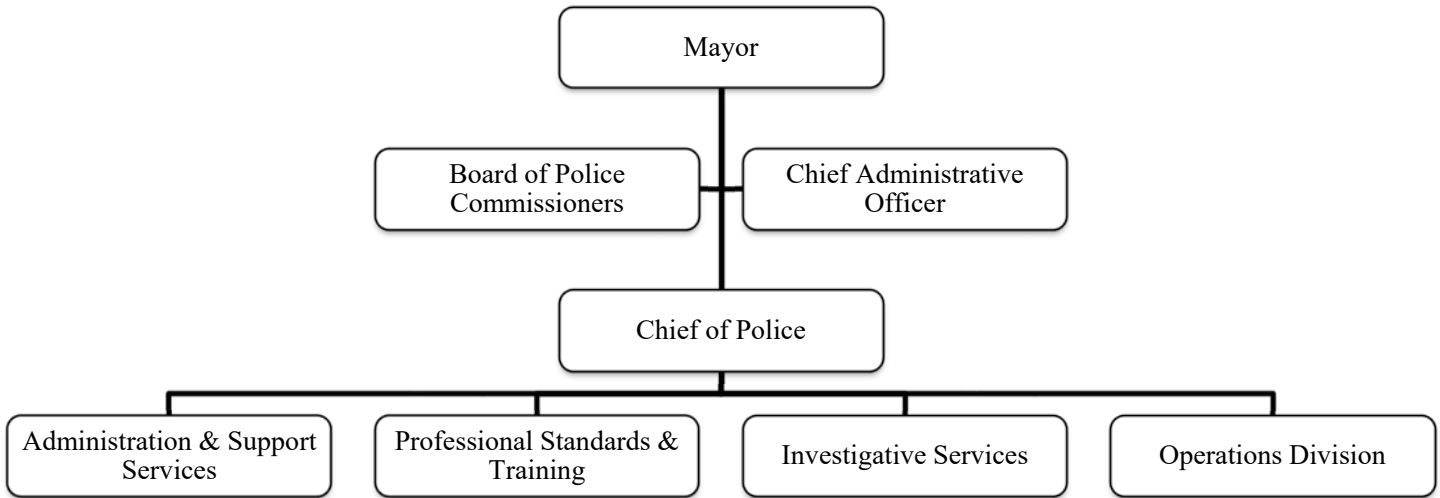 Mayor
Board of Police
Commissioners
Chief Administrative
Officer
Chief of Police
Administration & Support
Services
Professional Standards &
Training
Investigative Services
Operations Division